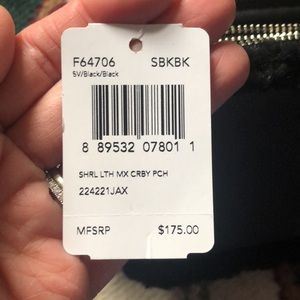 F64706 SBKBK
SV/Black/Black
8 89532 07801 1
SHRL LTH MX CRBY PCH
224221JAX
MFSRP $175.00